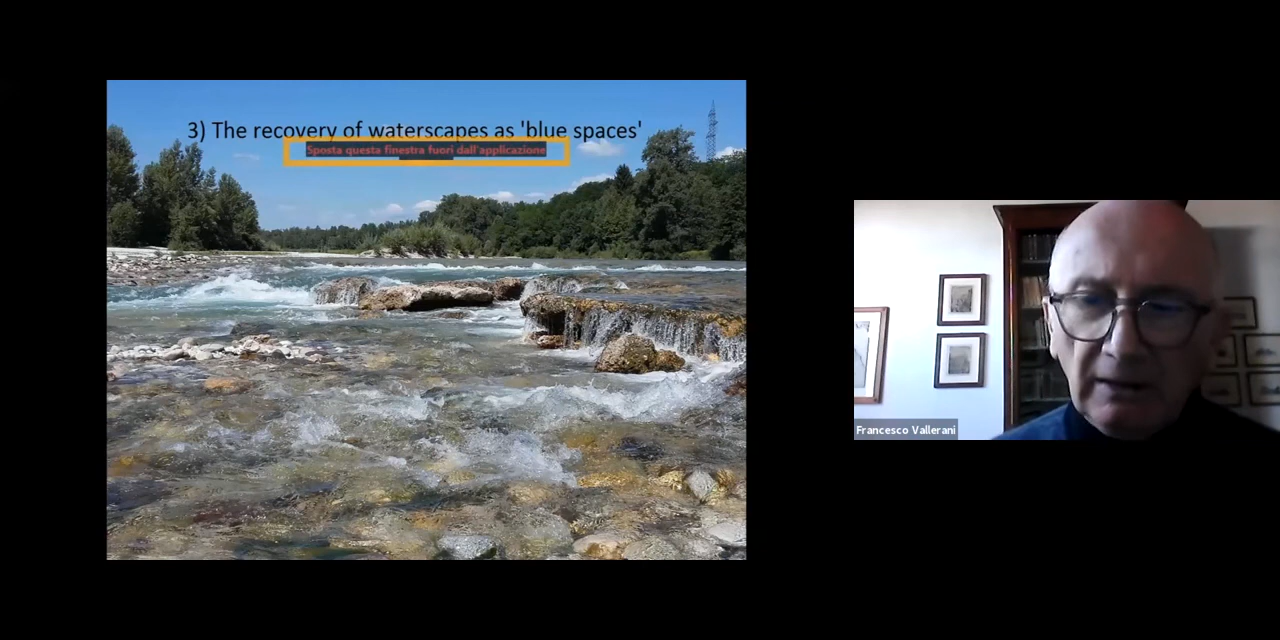 3) The recovery of waterscapes as 'blue spaces'
Sposta questa finestra fuori dall'applicazione
Francesco Vallerani